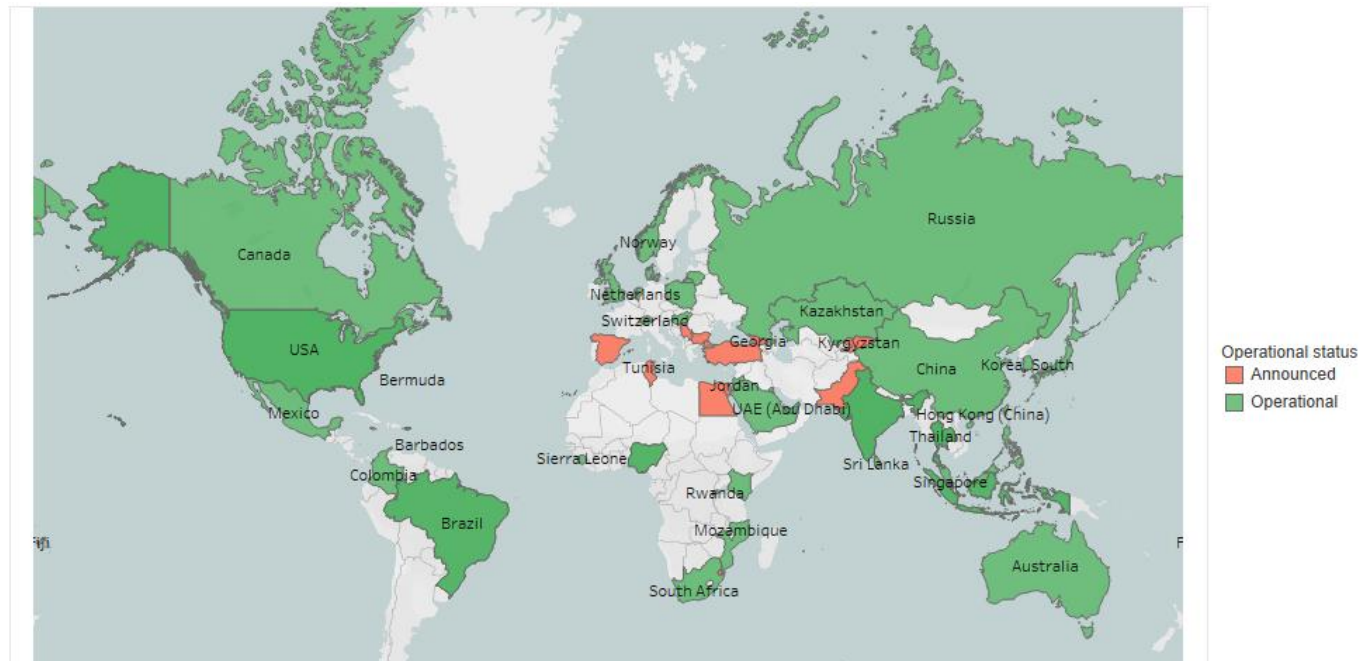 Russia
Norway
Canada
Netherlands
Kazakhstan
Switzerland
Georgia
Kyrgyzstan
USA
Korea, South
China
Operational status
Announced
Operational
Tunisia
Bermuda
Jordan
Mexico
UAE (Abu Dhabi)
Hong Kong (China)
Thailand
Barbados
Sierra Leone
Sri Lanka
Colombia
Singapore
Rwanda
Brazil
Mozambique
Fiji
Australia
South Africa